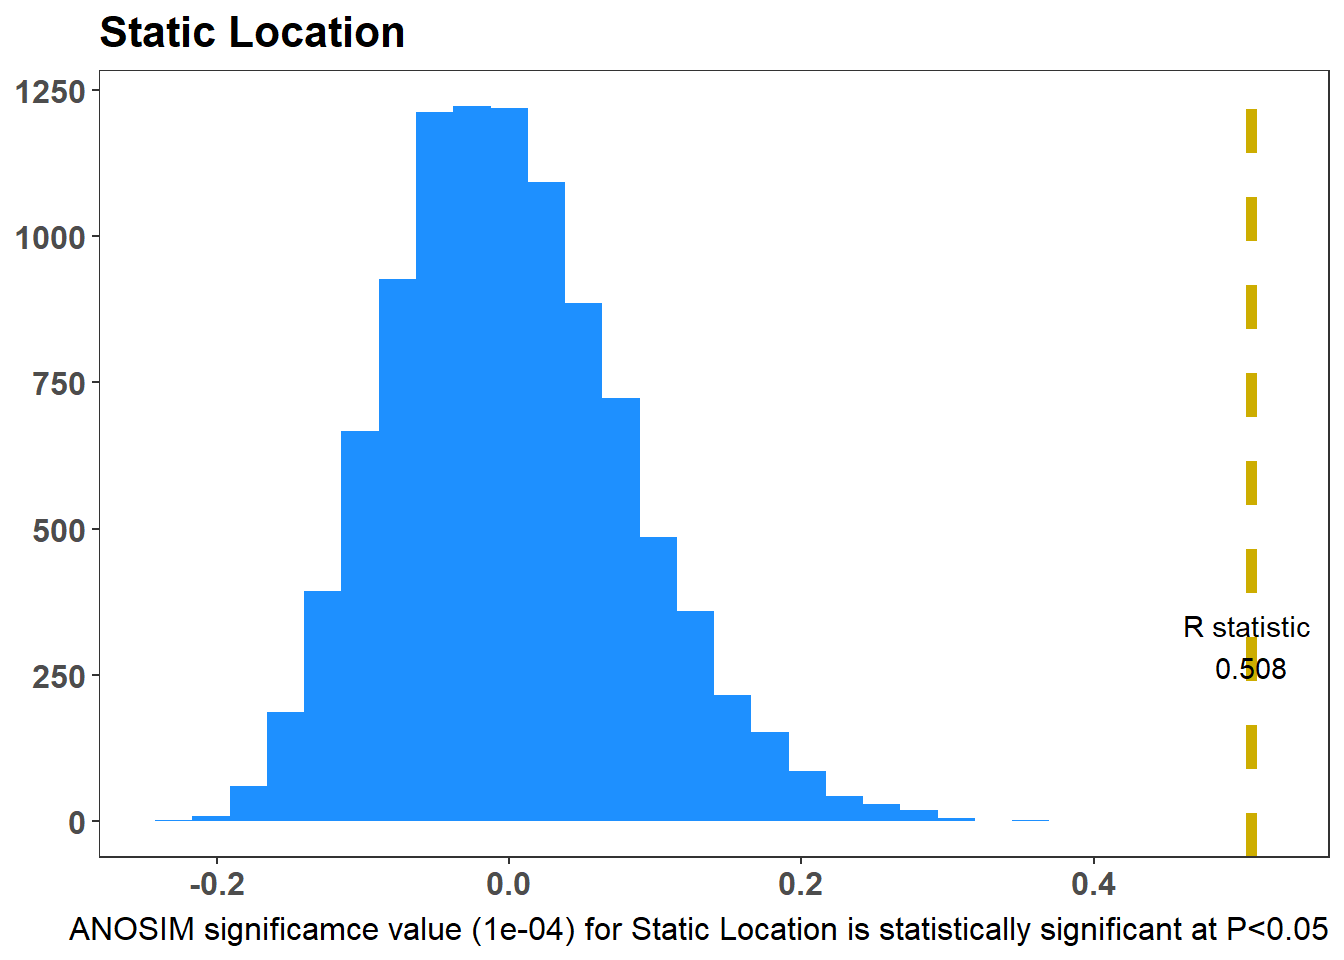 Static Location
1250
1000
750
500
250
0
R statistic
0.508
-0.2 0.0 0.2 0.4
ANOSIM significamce value (1e-04) for Static Location is statistically significant at P<0.05